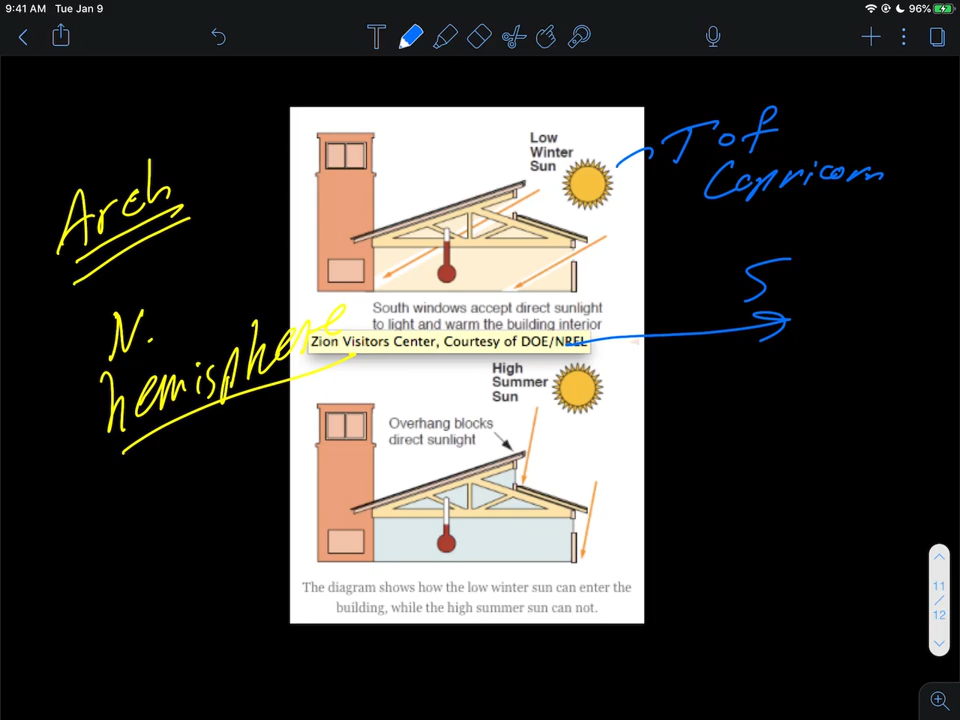 9:41 AM Tue Jan 9
96%
Low
Winter
Sun
T of
Capricorn
Arch
South windows accept direct sunlight
to light and warm the building interior
Zion Visitors Center, Courtesy of DOE/NREL
S
N.
hemisphere
High
Summer
Sun
Overhang blocks
direct sunlight
The diagram shows how the low winter sun can enter the
building, while the high summer sun can not.
11
/
12